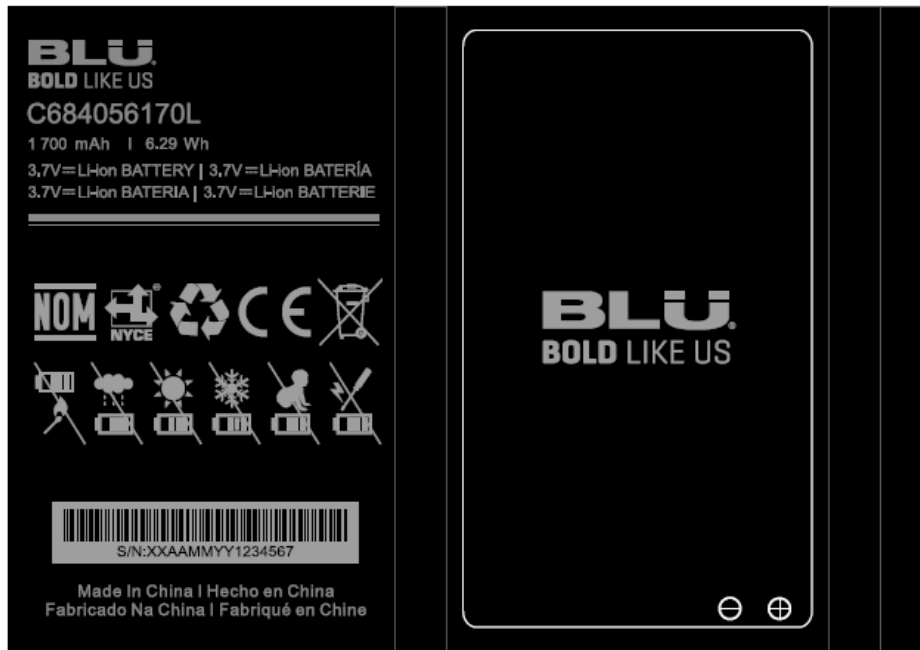 BLU.
BOLD LIKE US
C684056170L
1700 mAh | 6.29 Wh
3.7V=Li-ion BATTERY | 3.7V=Li-ion BATERÍA
3.7V=Li-ion BATERIA | 3.7V=Li-ion BATTERIE
NOM
NYCE
®
CE
S/N:XXAAMMYY1234567
Made In China I Hecho en China
Fabricado Na China I Fabriqué en Chine
BLU.
BOLD LIKE US